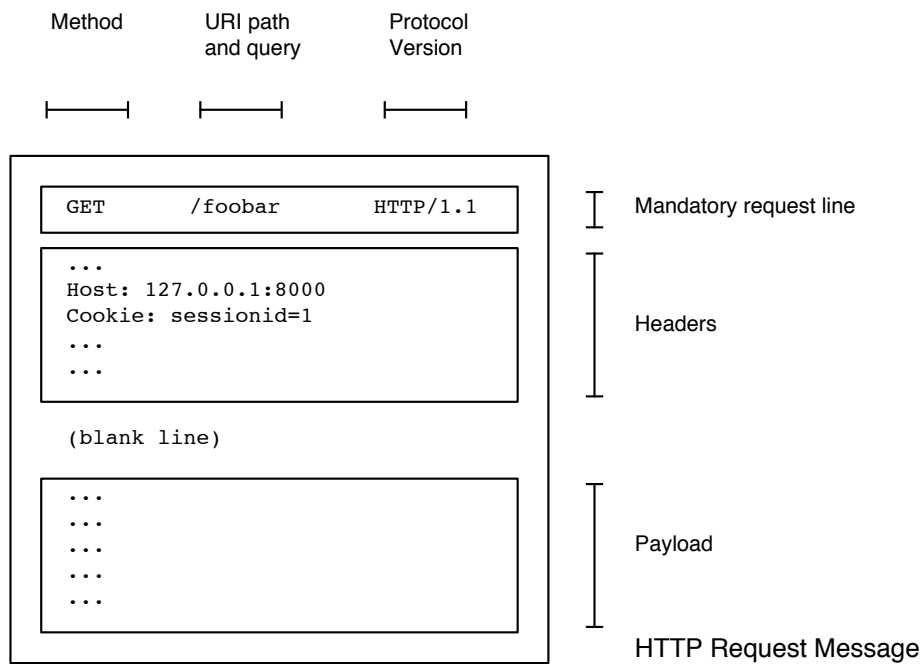 Method
URI path
and query
Protocol
Version
GET /foobar HTTP/1.1
Mandatory request line
...
Host: 127.0.0.1:8000
Cookie: sessionid=1
...
...
Headers
(blank line)
...
...
...
...
...
Payload
HTTP Request Message